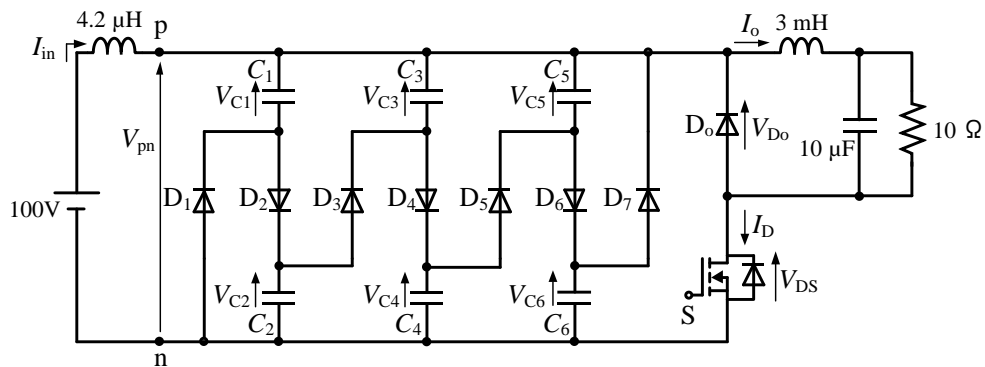 4.2 μH
p
I_in
C_1
C_3
C_5
I_o
3 mH
V_C1
V_C3
V_C5
V_pn
D_o
V_Do
10 μF
10 Ω
100V
D_1
D_2
D_3
D_4
D_5
D_6
D_7
I_D
V_C2
V_C4
V_C6
V_DS
S
C_2
C_4
C_6
n